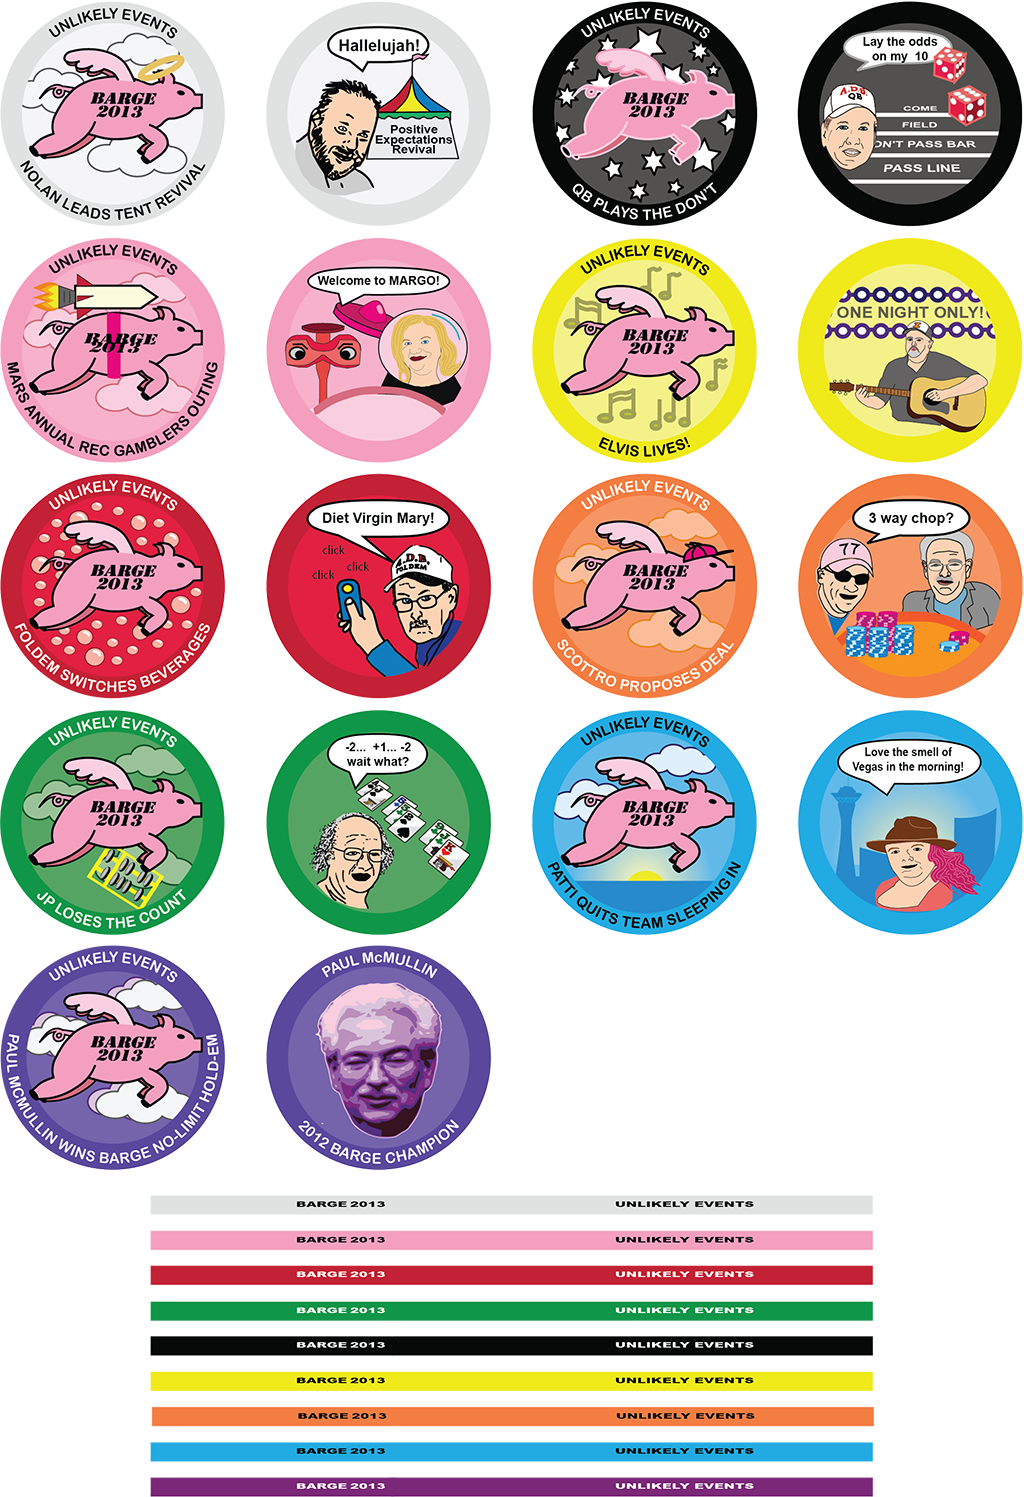 UNLIKELY EVENTS
BARGE
2013
NOLAN LEADS TENT REVIVAL
Hallelujah!
Positive
Expectations
Revival
UNLIKELY EVENTS
BARGE
2013
QB PLAYS THE DON'T
Lay the odds
on my 10
A.D.B.
QB
COME
FIELD
ON'T PASS BAR
PASS LINE
UNLIKELY EVENTS
BARGE
2013
MARS ANNUAL REC GAMBLERS OUTING
Welcome to MARGO!
UNLIKELY EVENTS
BARGE
2013
ELVIS LIVES!
ONE NIGHT ONLY!
UNLIKELY EVENTS
BARGE
2013
FOLDEM SWITCHES BEVERAGES
Diet Virgin Mary!
click
click
click
A.D.B.
FOLDEM
UNLIKELY EVENTS
BARGE
2013
SCOTTRO PROPOSES DEAL
3 way chop?
77
UNLIKELY EVENTS
BARGE
2013
JP LOSES THE COUNT
-2... +1... -2
wait what?
UNLIKELY EVENTS
BARGE
2013
PATTI QUITS TEAM SLEEPING IN
Love the smell of
Vegas in the morning!
UNLIKELY EVENTS
BARGE
2013
PAUL MCMULLIN WINS BARGE NO-LIMIT HOLD-EM
PAUL McMULLIN
2012 BARGE CHAMPION
BARGE 2013 UNLIKELY EVENTS
BARGE 2013 UNLIKELY EVENTS
BARGE 2013 UNLIKELY EVENTS
BARGE 2013 UNLIKELY EVENTS
BARGE 2013 UNLIKELY EVENTS
BARGE 2013 UNLIKELY EVENTS
BARGE 2013 UNLIKELY EVENTS
BARGE 2013 UNLIKELY EVENTS
BARGE 2013 UNLIKELY EVENTS